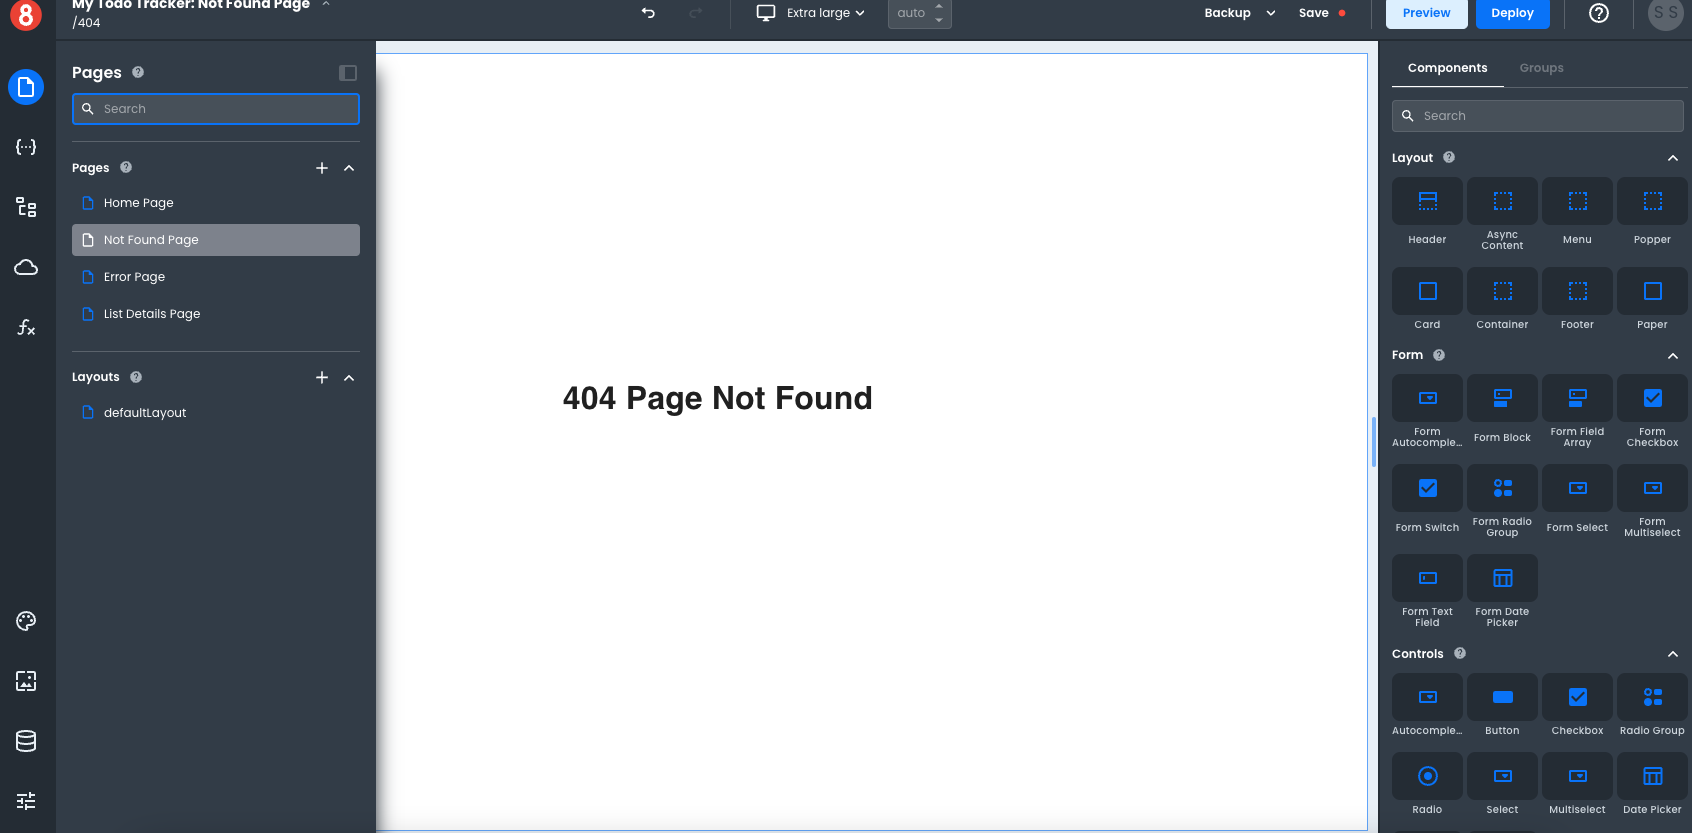 My Todo Tracker: Not Found Page
/404
Extra large
auto
Backup
Save
Preview
Deploy
S S
8
Pages
Search
Pages
Home Page
Not Found Page
Error Page
List Details Page
Layouts
defaultLayout
404 Page Not Found
Components
Groups
Search
Layout
Header
Async
Content
Menu
Popper
Card
Container
Footer
Paper
Form
Form
Autocomple...
Form Block
Form Field
Array
Form
Checkbox
Form Switch
Form Radio
Group
Form Select
Form
Multiselect
Form Text
Field
Form Date
Picker
Controls
Autocomple...
Button
Checkbox
Radio Group
Radio
Select
Multiselect
Date Picker